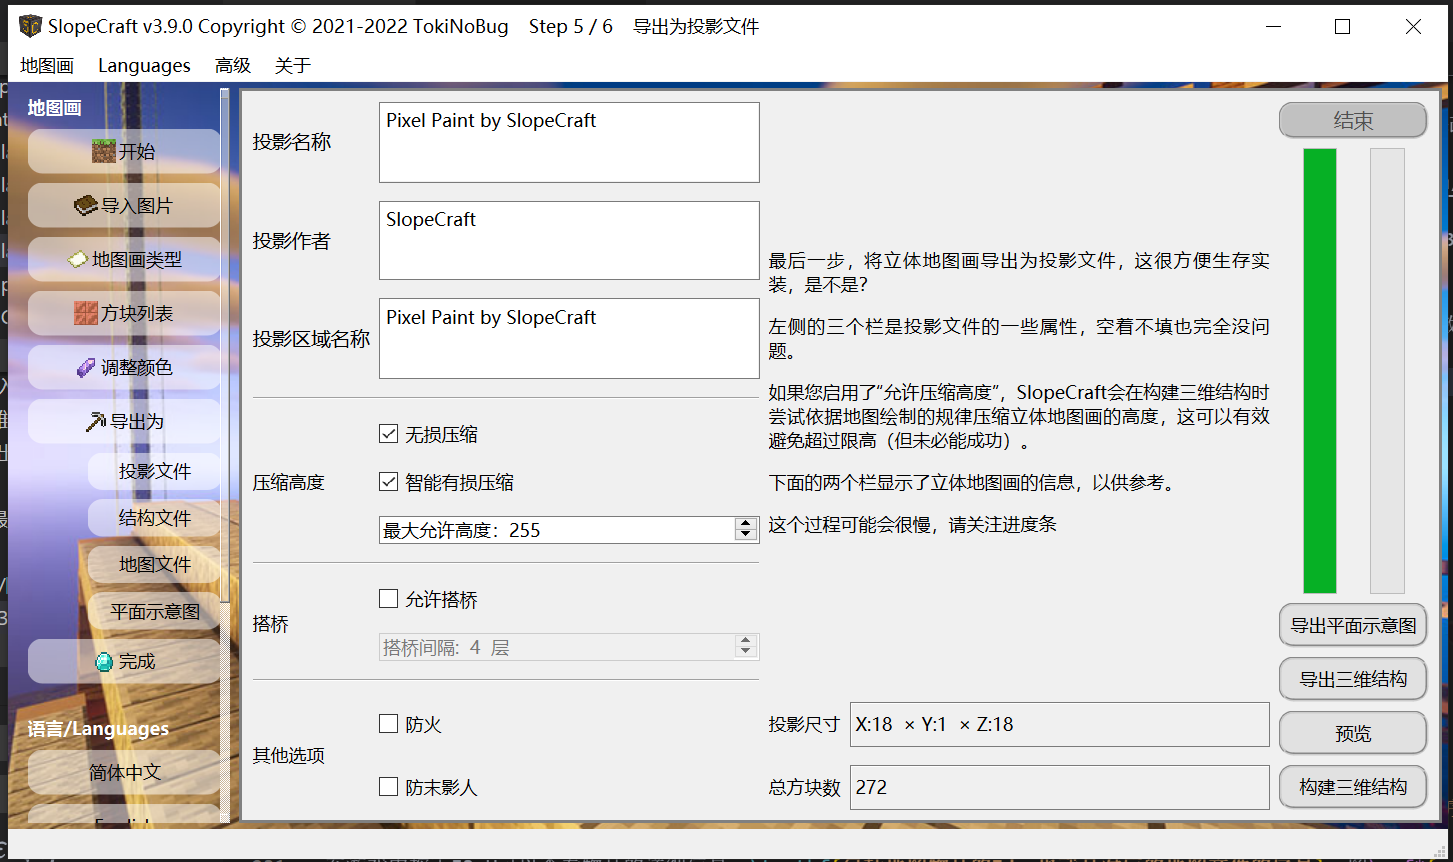 SlopeCraft v3.9.0 Copyright © 2021-2022 TokiNoBug    Step 5 / 6    导出为投影文件
地图画    Languages    高级    关于
地图画
开始
导入图片
地图画类型
方块列表
调整颜色
导出为
投影文件
结构文件
地图文件
平面示意图
完成
语言/Languages
简体中文
投影名称
Pixel Paint by SlopeCraft
投影作者
SlopeCraft
投影区域名称
Pixel Paint by SlopeCraft
压缩高度
无损压缩
智能有损压缩
最大允许高度：255
搭桥
允许搭桥
搭桥间隔: 4 层
其他选项
防火
防末影人
最后一步，将立体地图画导出为投影文件，这很方便生存实
装，是不是?
左侧的三个栏是投影文件的一些属性，空着不填也完全没问
题。
如果您启用了“允许压缩高度”，SlopeCraft会在构建三维结构时
尝试依据地图绘制的规律压缩立体地图画的高度，这可以有效
避免超过限高（但未必能成功）。
下面的两个栏显示了立体地图画的信息，以供参考。
这个过程可能会很慢，请关注进度条
投影尺寸
X:18 × Y:1 × Z:18
总方块数
272
结束
导出平面示意图
导出三维结构
预览
构建三维结构